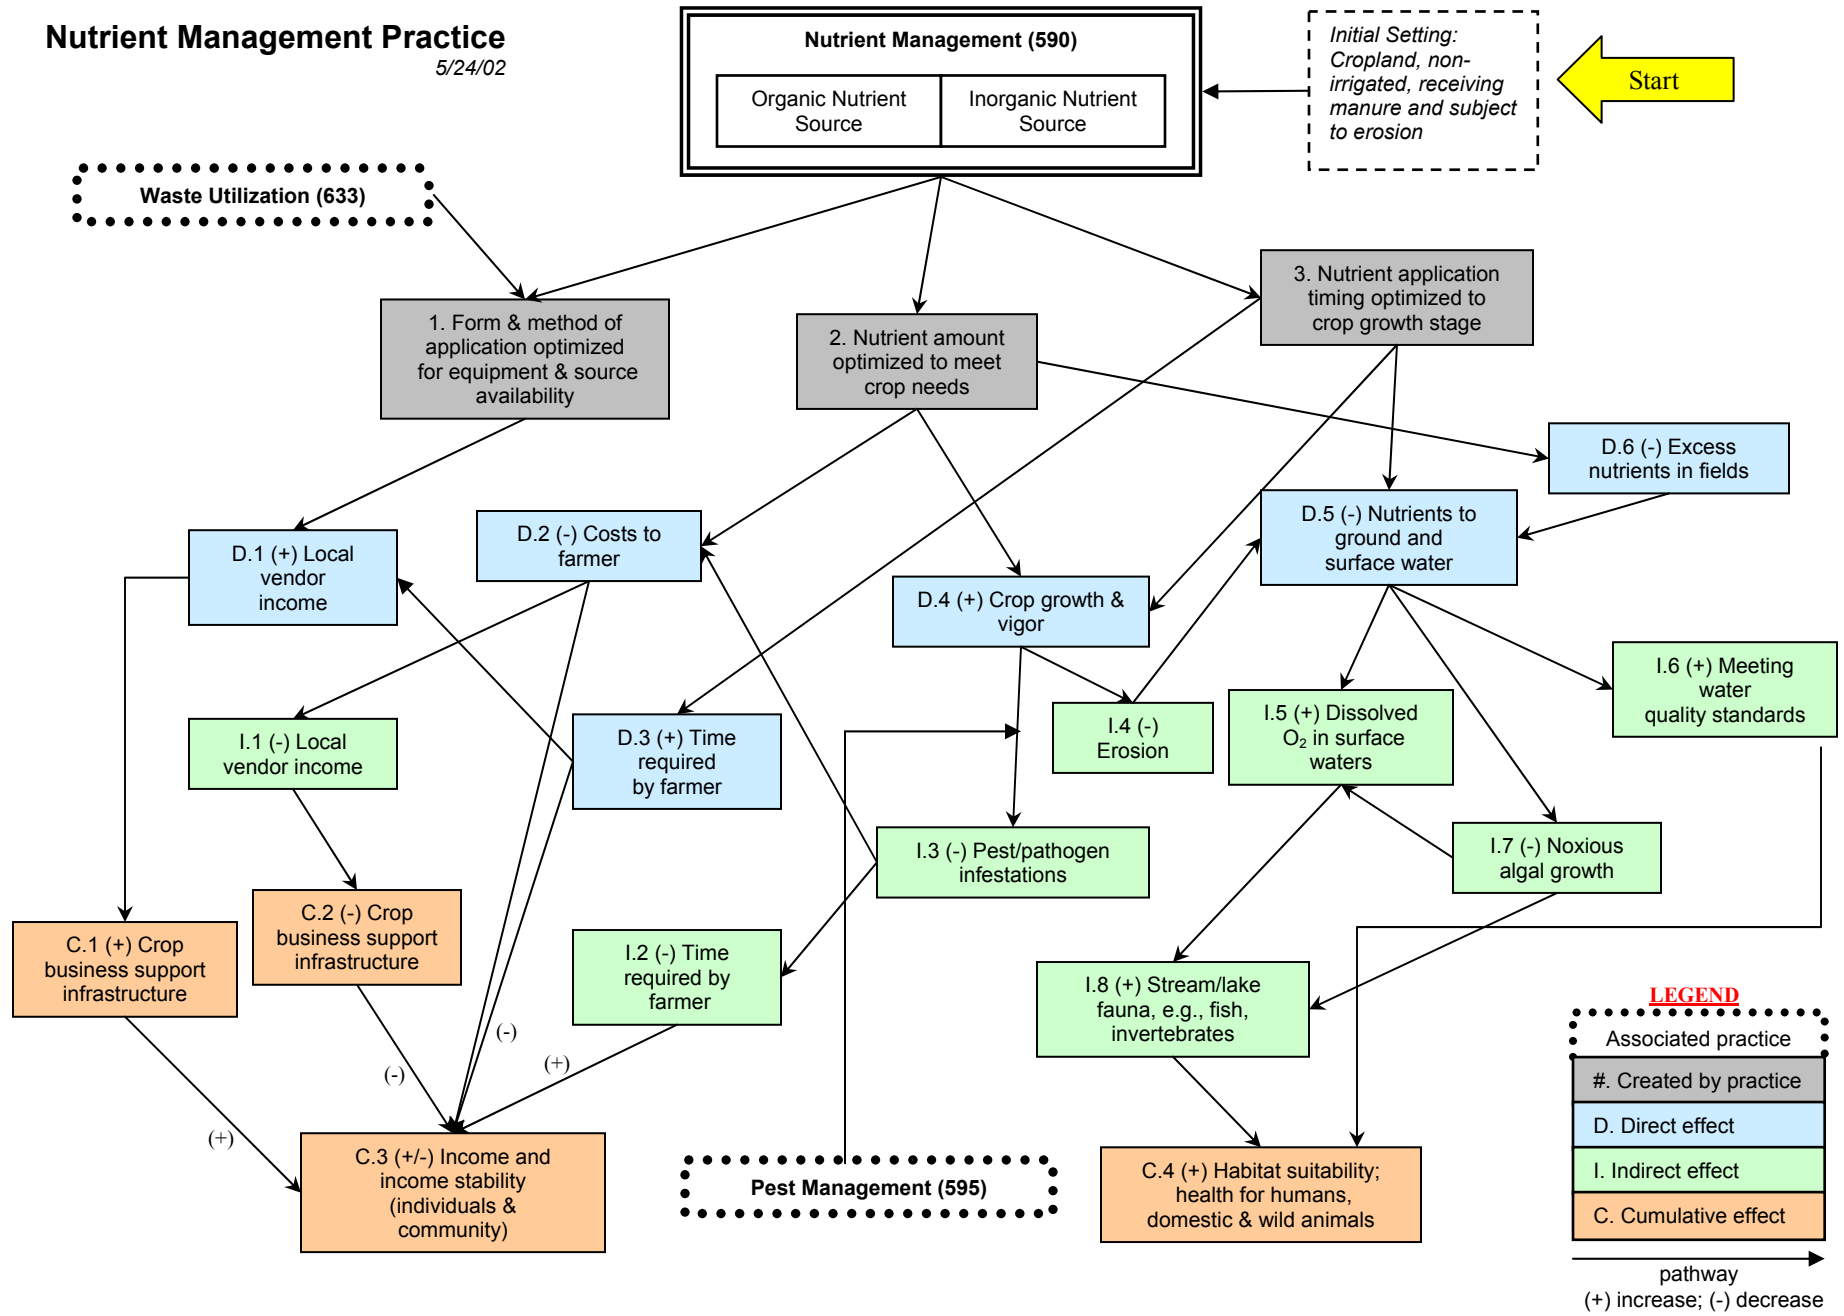 Nutrient Management Practice
5/24/02
Nutrient Management (590)
Organic Nutrient
Source
Inorganic Nutrient
Source
Initial Setting:
Cropland, non-
irrigated, receiving
manure and subject
to erosion
Start
Waste Utilization (633)
1. Form & method of
application optimized
for equipment & source
availability
2. Nutrient amount
optimized to meet
crop needs
3. Nutrient application
timing optimized to
crop growth stage
D.6 (-) Excess
nutrients in fields
D.1 (+) Local
vendor
income
D.2 (-) Costs to
farmer
D.5 (-) Nutrients to
ground and
surface water
D.4 (+) Crop growth &
vigor
I.6 (+) Meeting
water
quality standards
I.1 (-) Local
vendor income
D.3 (+) Time
required
by farmer
I.4 (-)
Erosion
I.5 (+) Dissolved
O2 in surface
waters
I.3 (-) Pest/pathogen
infestations
I.7 (-) Noxious
algal growth
C.1 (+) Crop
business support
infrastructure
C.2 (-) Crop
business support
infrastructure
I.2 (-) Time
required by
farmer
I.8 (+) Stream/lake
fauna, e.g., fish,
invertebrates
(-)
(+)
(-)
(+)
C.3 (+/-) Income and
income stability
(individuals &
community)
Pest Management (595)
C.4 (+) Habitat suitability;
health for humans,
domestic & wild animals
LEGEND
Associated practice
#. Created by practice
D. Direct effect
I. Indirect effect
C. Cumulative effect
pathway
(+) increase; (-) decrease